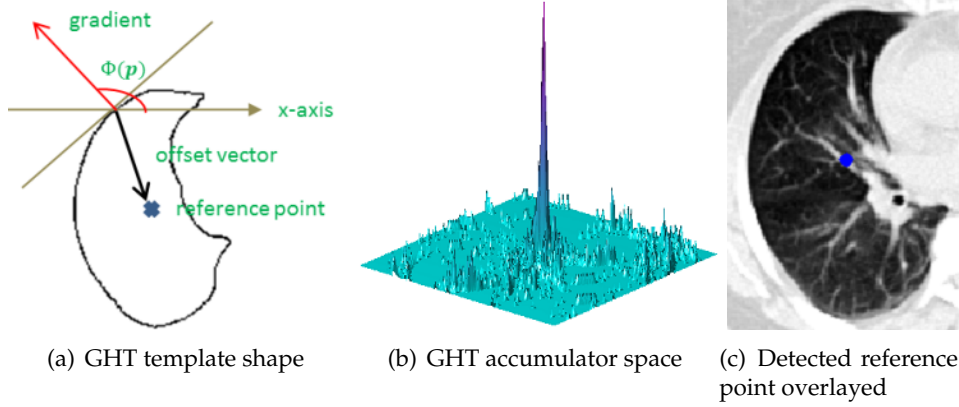 gradient
Φ(p)
x-axis
offset vector
reference point
(a) GHT template shape
(b) GHT accumulator space
(c) Detected reference
point overlayed